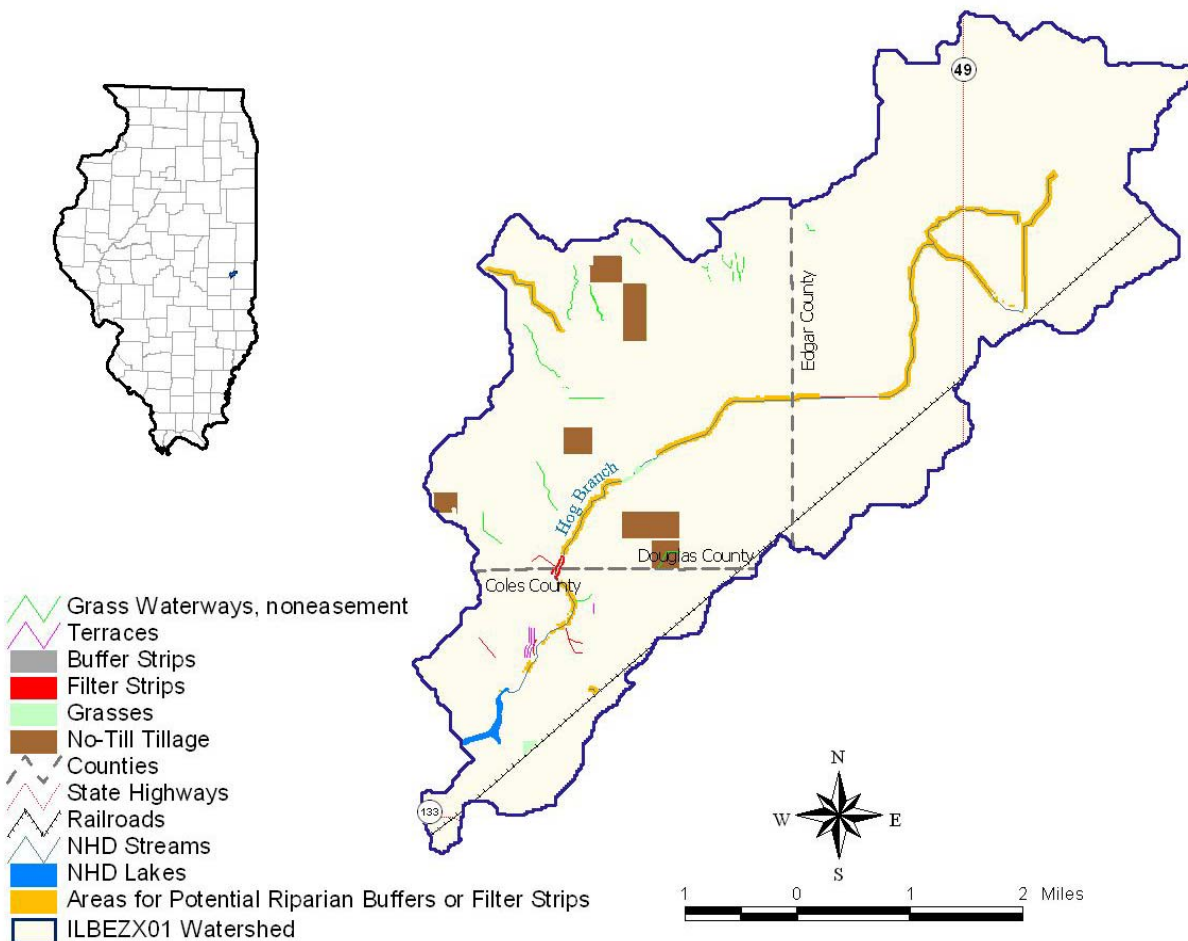 49
Edgar County
Hog Branch
Douglas County
Coles County
133
Grass Waterways, noneasement
Terraces
Buffer Strips
Filter Strips
Grasses
No-Till Tillage
Counties
State Highways
Railroads
NHD Streams
NHD Lakes
Areas for Potential Riparian Buffers or Filter Strips
ILBEZX01 Watershed
N
W E
S
1 0 1 2 Miles